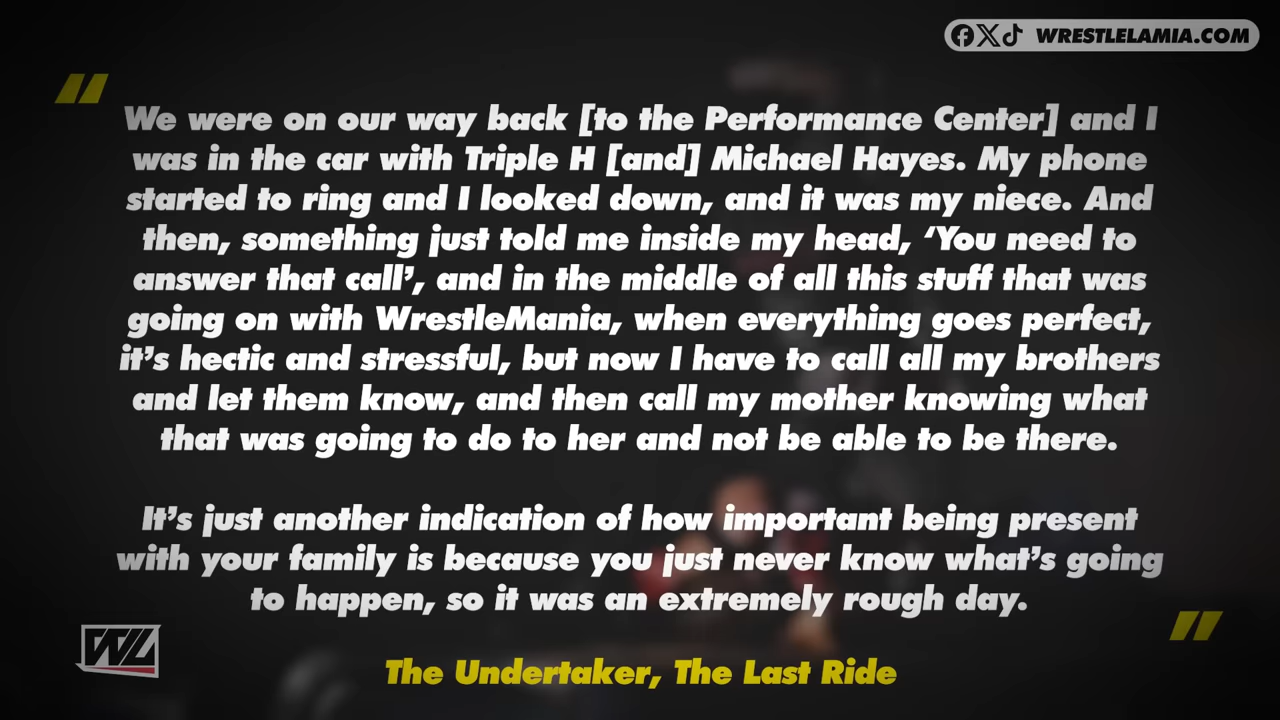 WRESTLELAMIA.COM
"
We were on our way back [to the Performance Center] and I
was in the car with Triple H [and] Michael Hayes. My phone
started to ring and I looked down, and it was my niece. And
then, something just told me inside my head, ‘You need to
answer that call’, and in the middle of all this stuff that was
going on with WrestleMania, when everything goes perfect,
it’s hectic and stressful, but now I have to call all my brothers
and let them know, and then call my mother knowing what
that was going to do to her and not be able to be there.
It’s just another indication of how important being present
with your family is because you just never know what’s going
to happen, so it was an extremely rough day.
"
WL
The Undertaker, The Last Ride